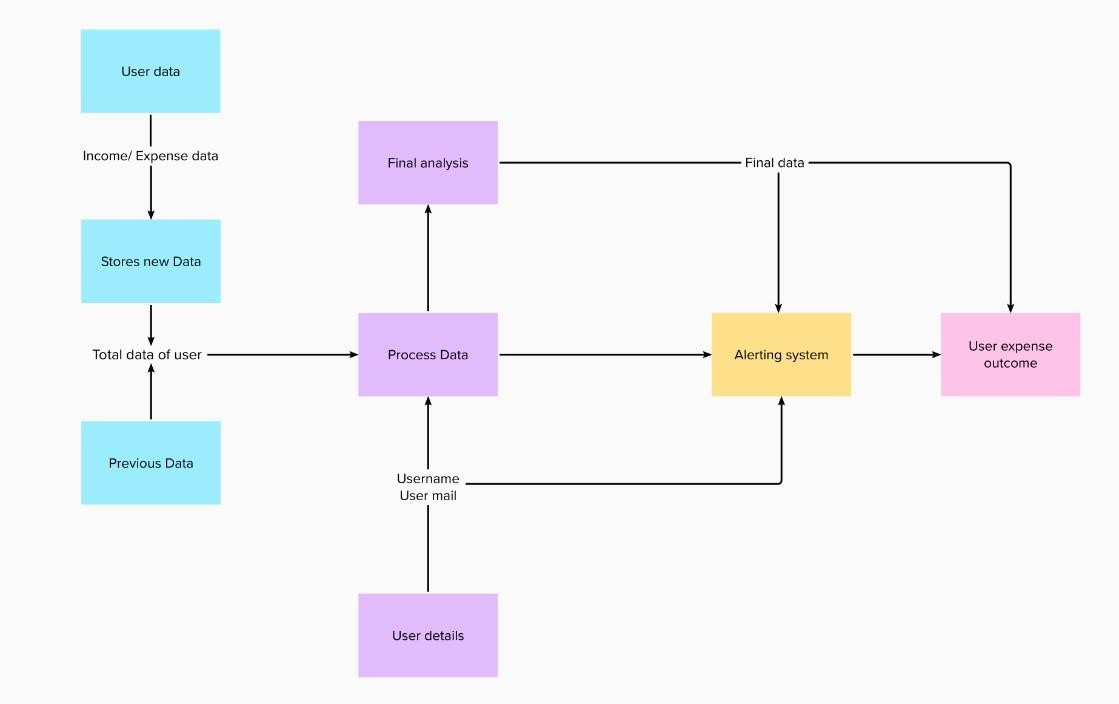 User data
Income/ Expense data
Stores new Data
Total data of user
Previous Data
Final analysis
Final data
Process Data
Alerting system
User expense
outcome
Username
User mail
User details